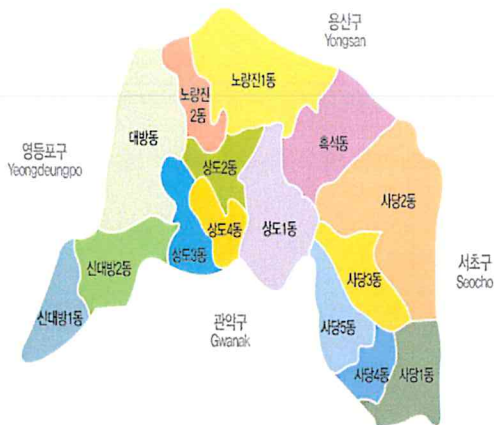 용산구
Yongsan
노량진1동
노량진
2동
대방동
흑석동
영등포구
Yeongdeungpo
상도2동
사당2동
상도4동
상도1동
상도3동
신대방2동
사당3동
서초구
Seocho
신대방1동
관악구
Gwanak
사당5동
사당4동
사당1동